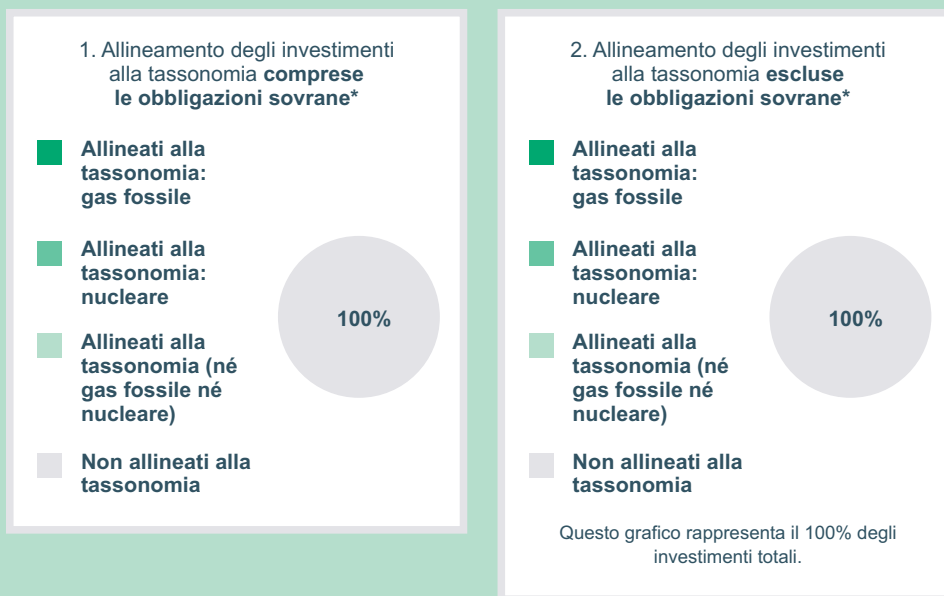 1. Allineamento degli investimenti
alla tassonomia comprese
le obbligazioni sovrane*
Allineati alla
tassonomia:
gas fossile
Allineati alla
tassonomia:
nucleare
Allineati alla
tassonomia (né
gas fossile né
nucleare)
Non allineati alla
tassonomia
100%
2. Allineamento degli investimenti
alla tassonomia escluse
le obbligazioni sovrane*
Allineati alla
tassonomia:
gas fossile
Allineati alla
tassonomia:
nucleare
Allineati alla
tassonomia (né
gas fossile né
nucleare)
Non allineati alla
tassonomia
100%
Questo grafico rappresenta il 100% degli
investimenti totali.